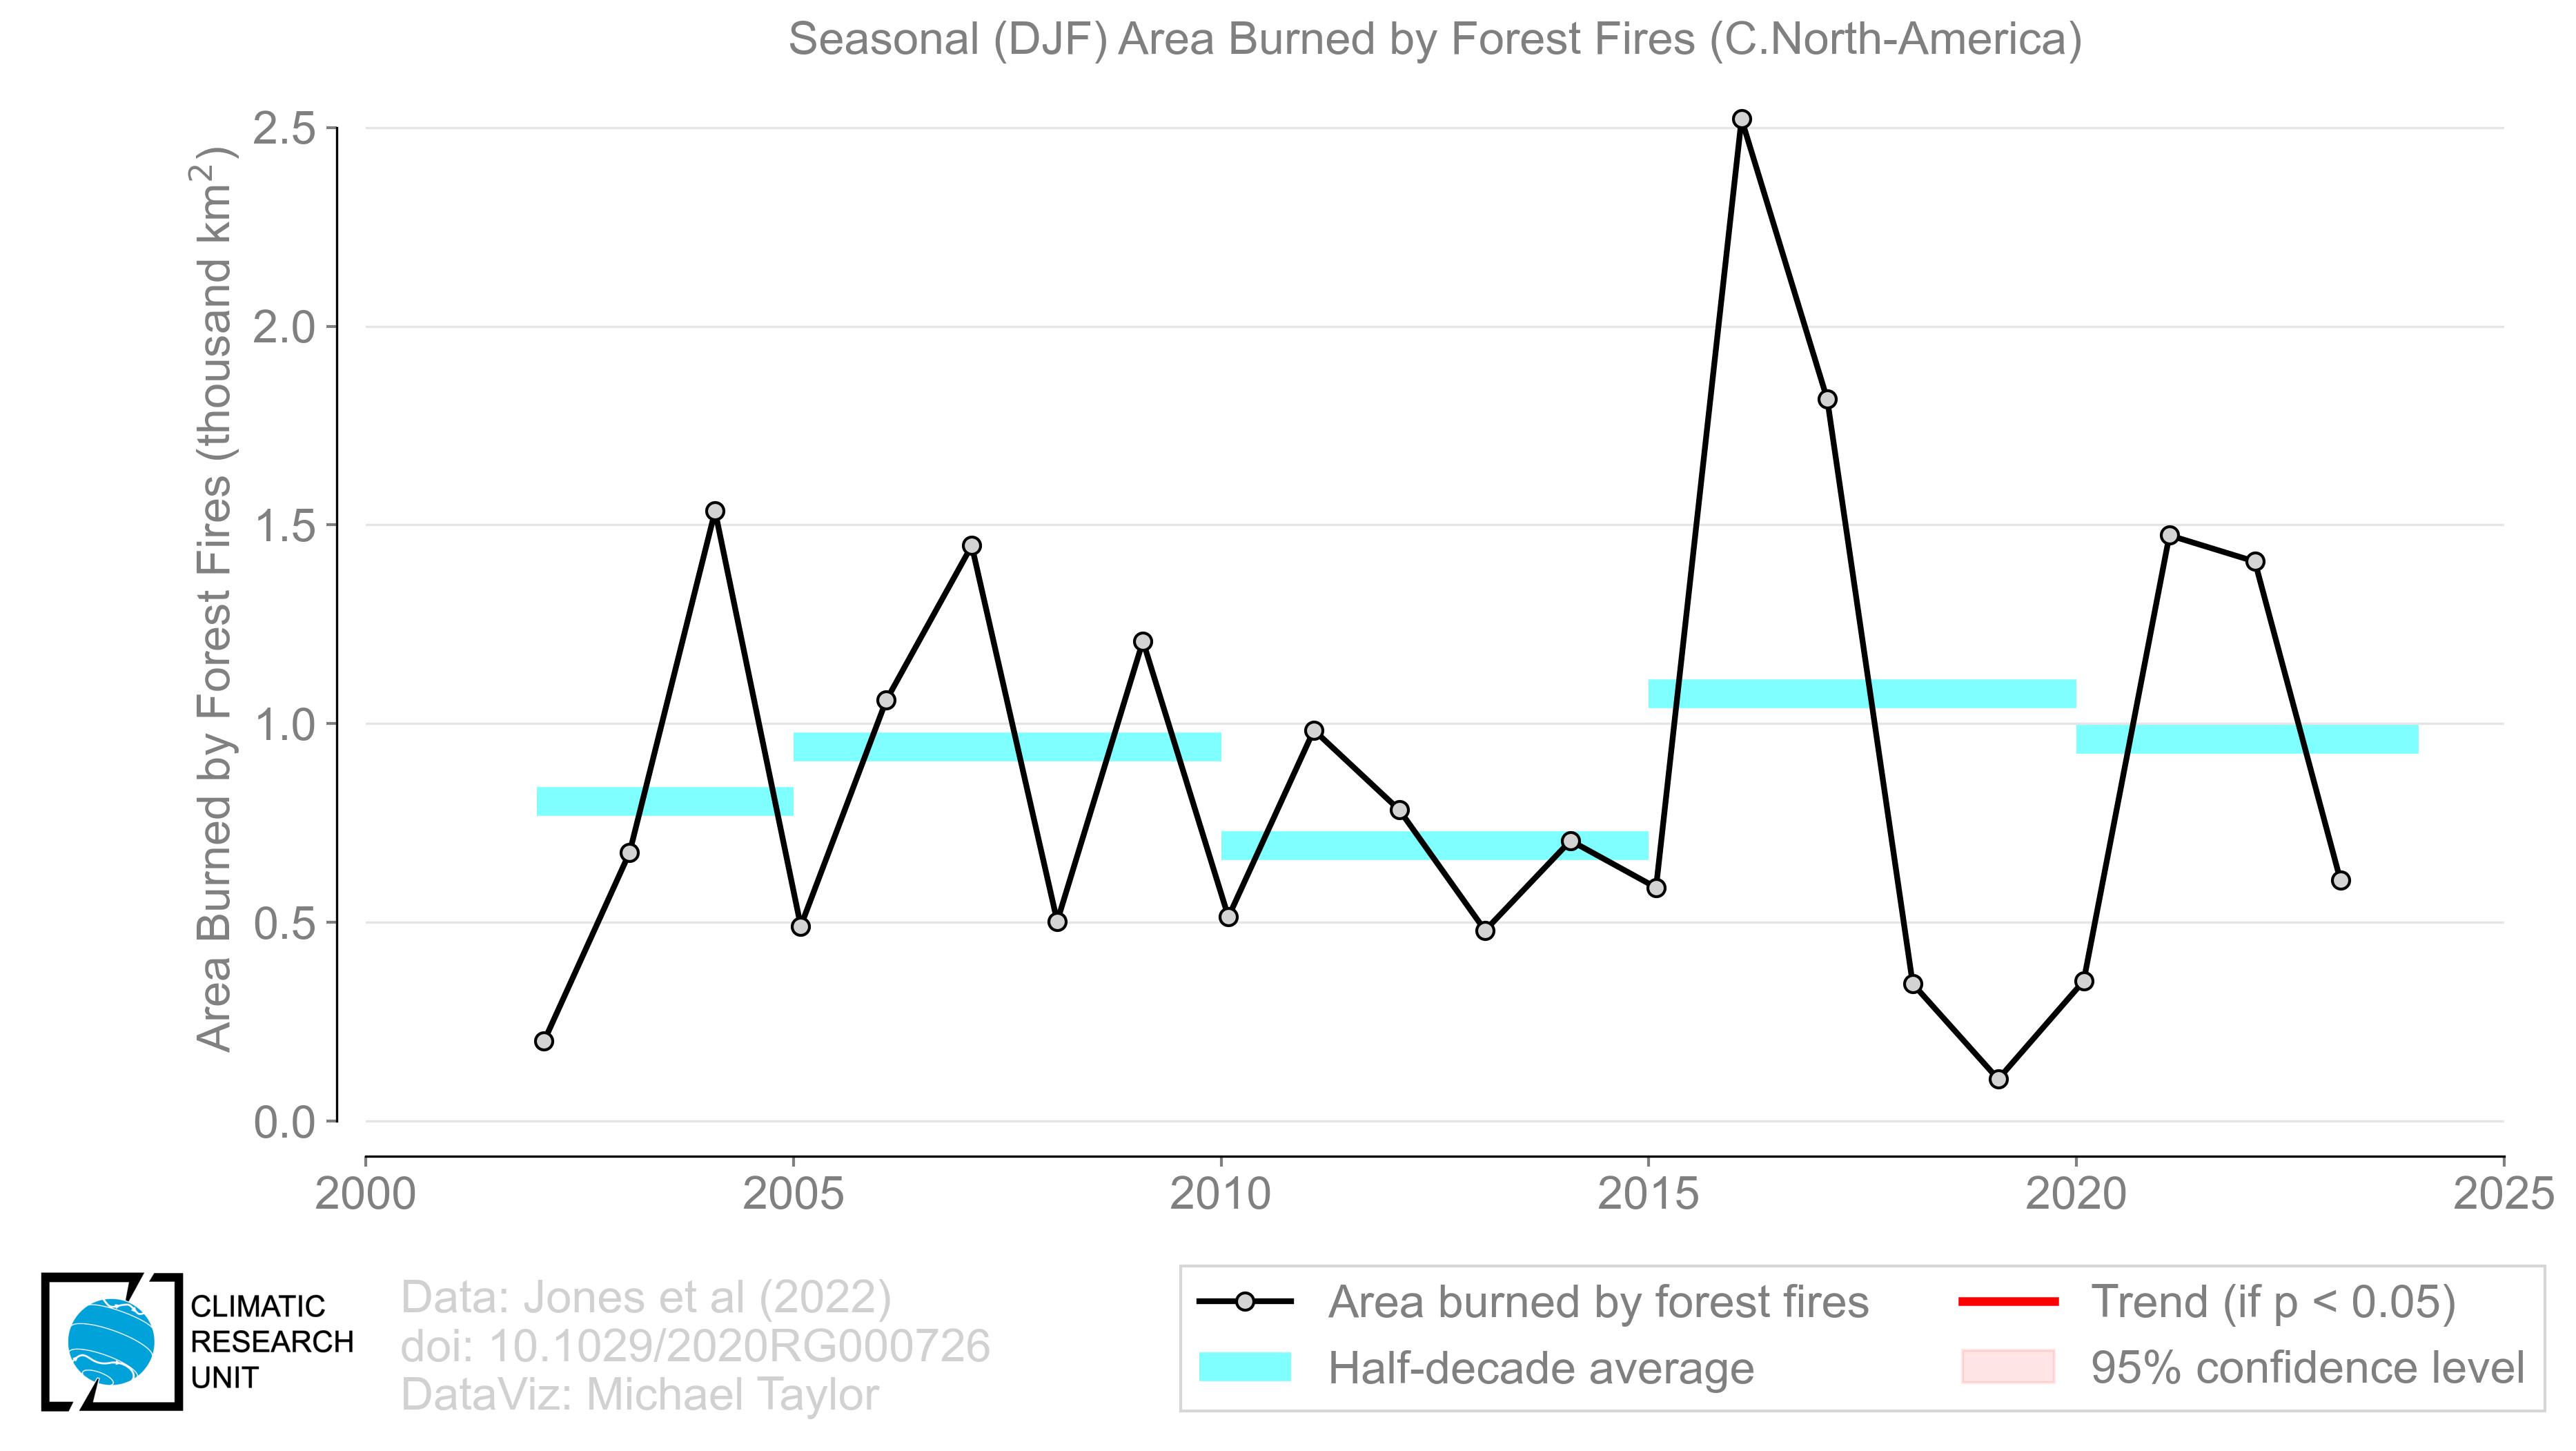 Seasonal (DJF) Area Burned by Forest Fires (C.North-America)
Area Burned by Forest Fires (thousand km²)
2.5
2.0
1.5
1.0
0.5
0.0
2000 2005 2010 2015 2020 2025
CLIMATIC
RESEARCH
UNIT
Data: Jones et al (2022)
doi: 10.1029/2020RG000726
DataViz: Michael Taylor
Area burned by forest fires
Half-decade average
Trend (if p < 0.05)
95% confidence level